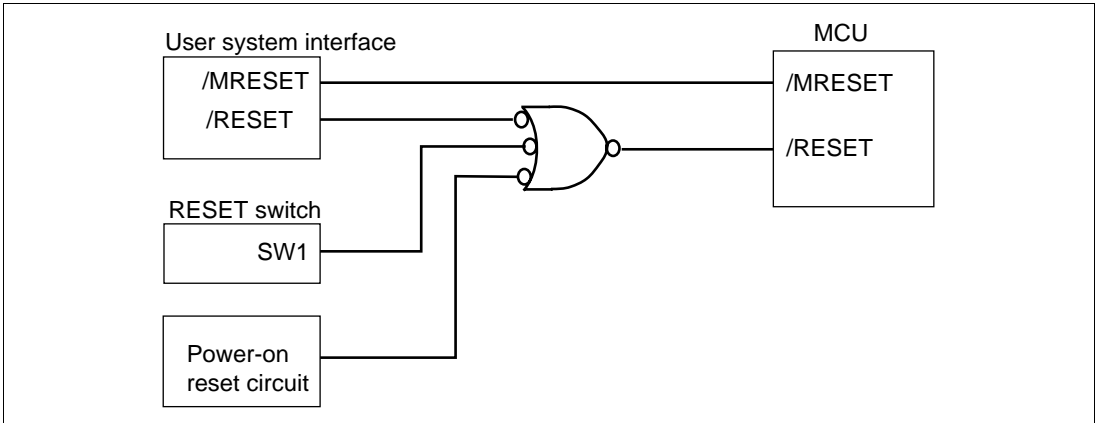 User system interface
/MRESET
/RESET
RESET switch
SW1
Power-on
reset circuit
MCU
/MRESET
/RESET